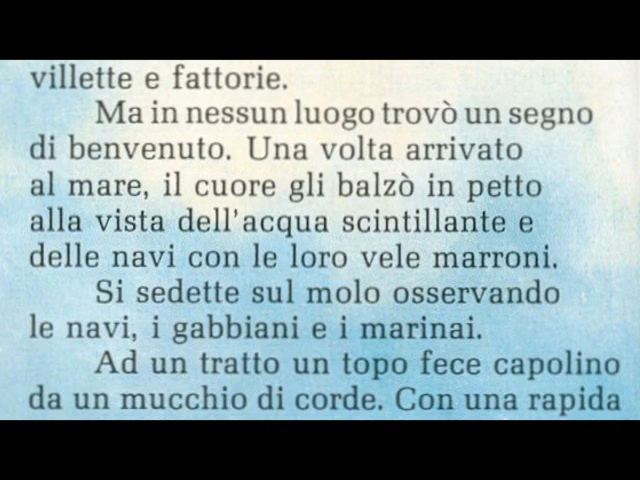 villette e fattorie.
Ma in nessun luogo trovò un segno
di benvenuto. Una volta arrivato
al mare, il cuore gli balzò in petto
alla vista dell'acqua scintillante e
delle navi con le loro vele marroni.
Si sedette sul molo osservando
le navi, i gabbiani e i marinai.
Ad un tratto un topo fece capolino
da un mucchio di corde. Con una rapida